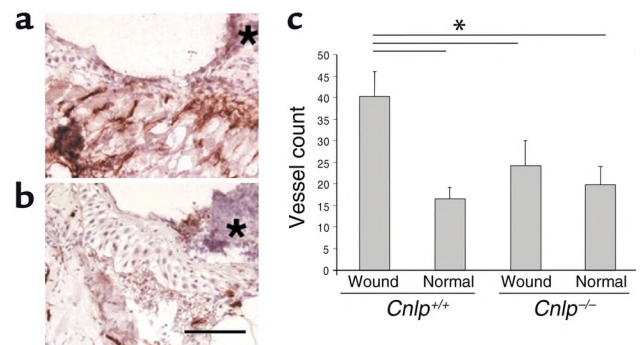 a
*
b
*
c
*
Vessel count
50
45
40
35
30
25
20
15
10
5
0
Wound Normal Wound Normal
Cnlp+/+ Cnlp−/−